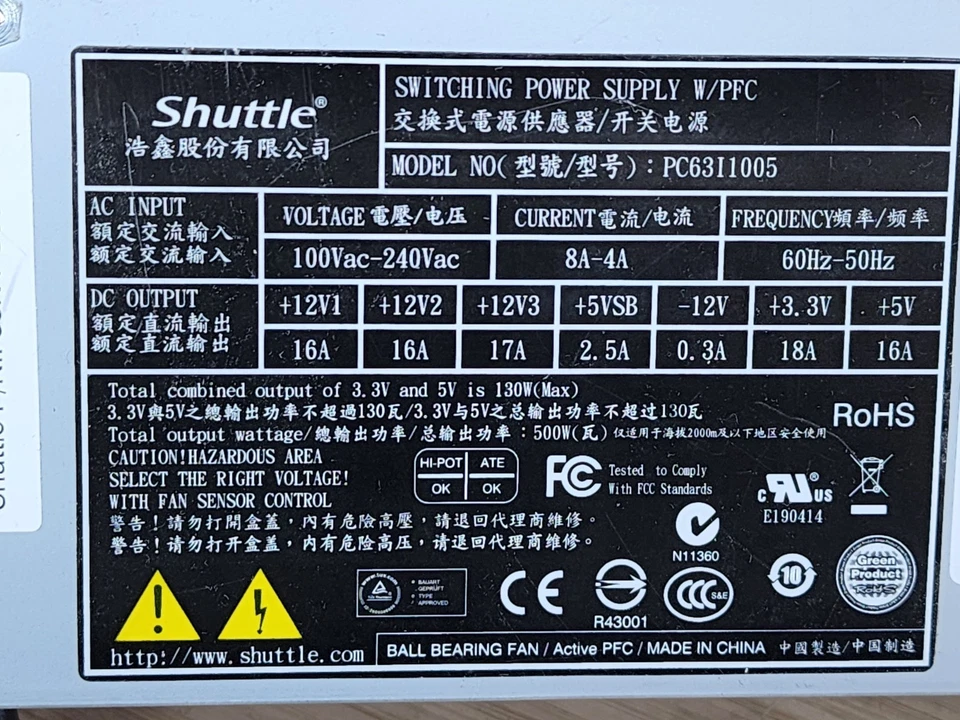 Shuttle®
浩鑫股份有限公司
SWITCHING POWER SUPPLY W/PFC
交換式電源供應器/开关电源
MODEL NO(型號/型号):PC63I1005
AC INPUT
額定交流輸入
额定交流输入
VOLTAGE電壓/电压 CURRENT電流/电流 FREQUENCY頻率/频率
100Vac-240Vac 8A-4A 60Hz-50Hz
DC OUTPUT
額定直流輸出
额定直流输出
+12V1 +12V2 +12V3 +5VSB -12V +3.3V +5V
16A 16A 17A 2.5A 0.3A 18A 16A
Total combined output of 3.3V and 5V is 130W(Max)
3.3V與5V之總輸出功率不超過130瓦/3.3V与5V之总输出功率不超过130瓦
Total output wattage/總輸出功率/总输出功率:500W(瓦) 仅适用于海拔2000m及以下地区安全使用
RoHS
CAUTION!HAZARDOUS AREA
SELECT THE RIGHT VOLTAGE!
WITH FAN SENSOR CONTROL
HI-POT ATE
OK OK
FC
Tested to Comply
With FCC Standards
c RU ® US
E190414
警告!請勿打開盒蓋,內有危險高壓,請退回代理商維修。
警告!请勿打开盒盖,内有危险高压,请退回代理商维修。
N11360
BAUART
GEPRÜFT
TYPE
APPROVED
CE
R43001
CCC S&E
10
Green
Product
RoHS
http://www.shuttle.com
BALL BEARING FAN / Active PFC / MADE IN CHINA 中國製造/中国制造